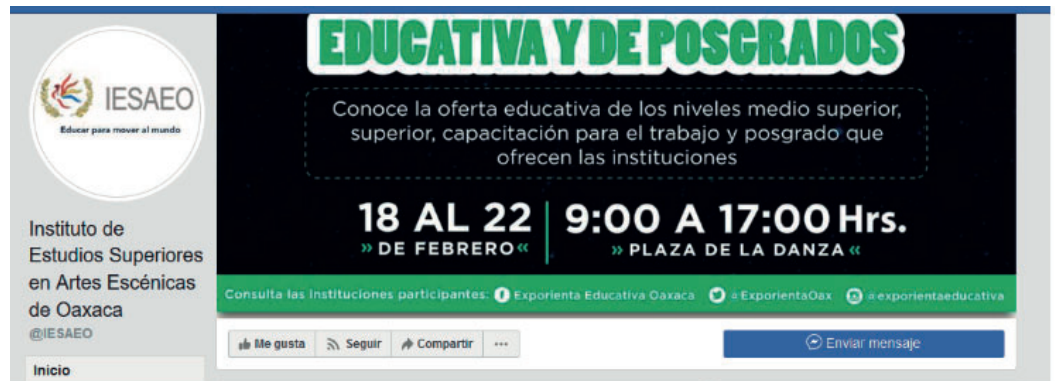 IESAEO
Educar para mover al mundo
Instituto de
Estudios Superiores
en Artes Escénicas
de Oaxaca
@IESAEO
Inicio
EDUCATIVA Y DE POSGRADOS
Conoce la oferta educativa de los niveles medio superior,
superior, capacitación para el trabajo y posgrado que
ofrecen las instituciones
18 AL 22
» DE FEBRERO «
9:00 A 17:00 Hrs.
» PLAZA DE LA DANZA «
Consulta las Instituciones participantes: Exporienta Educativa Oaxaca @ExporientaOax @exporientaeducativa
Me gusta Seguir Compartir ... Enviar mensaje